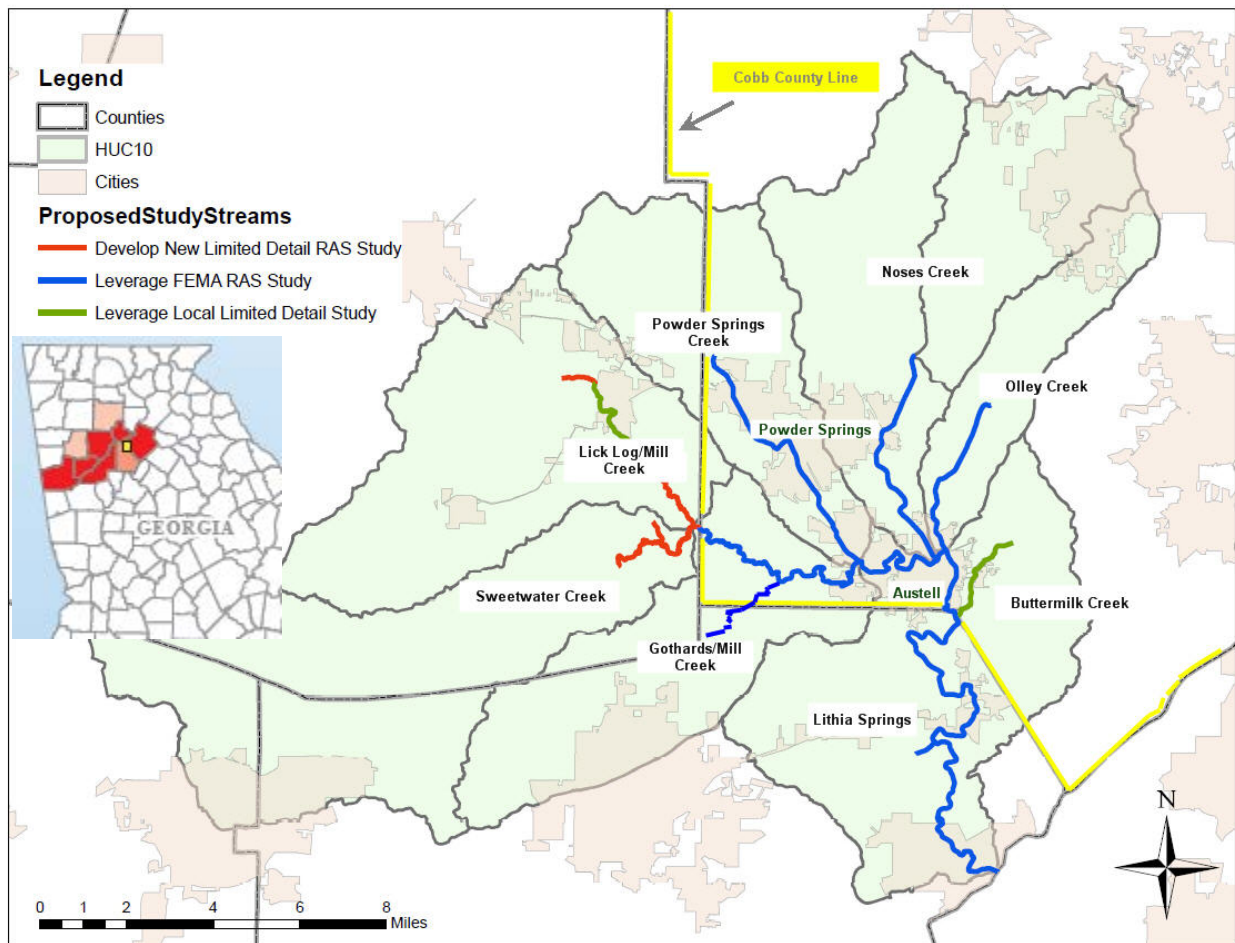 Legend
Counties
HUC10
Cities
ProposedStudyStreams
Develop New Limited Detail RAS Study
Leverage FEMA RAS Study
Leverage Local Limited Detail Study
Cobb County Line
Noses Creek
Powder Springs
Creek
Olley Creek
Powder Springs
Lick Log/Mill
Creek
GEORGIA
Sweetwater Creek
Austell
Buttermilk Creek
Gothards/Mill
Creek
Lithia Springs
N
0 1 2 4 6 8
Miles